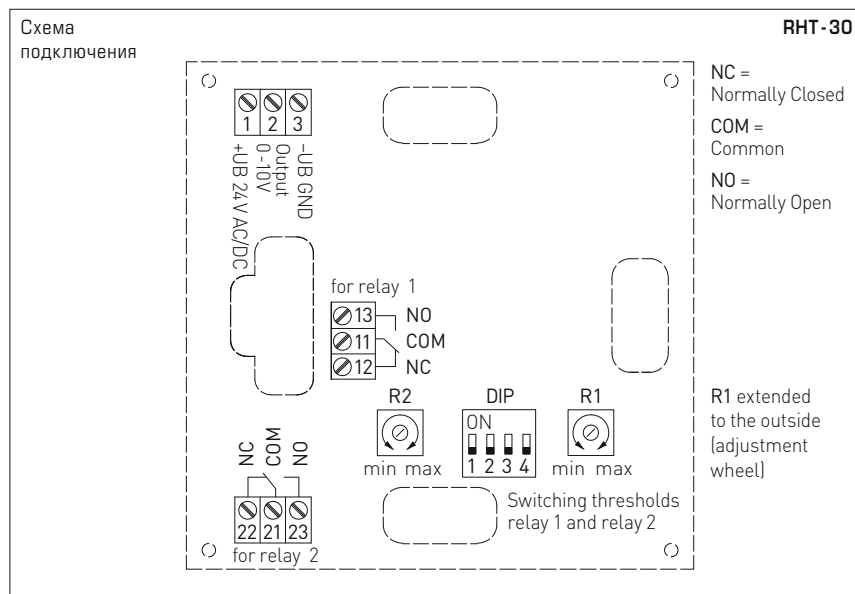 Схема
подключения
RHT-30
NC =
Normally Closed
COM =
Common
NO =
Normally Open
1 2 3
+UB 24V AC/DC
Output
0-10V
-UB GND
for relay 1
13 NO
11 COM
12 NC
R2
min max
DIP
ON
1 2 3 4
R1
min max
R1 extended
to the outside
(adjustment
wheel)
NC COM NO
22 21 23
for relay 2
Switching thresholds
relay 1 and relay 2